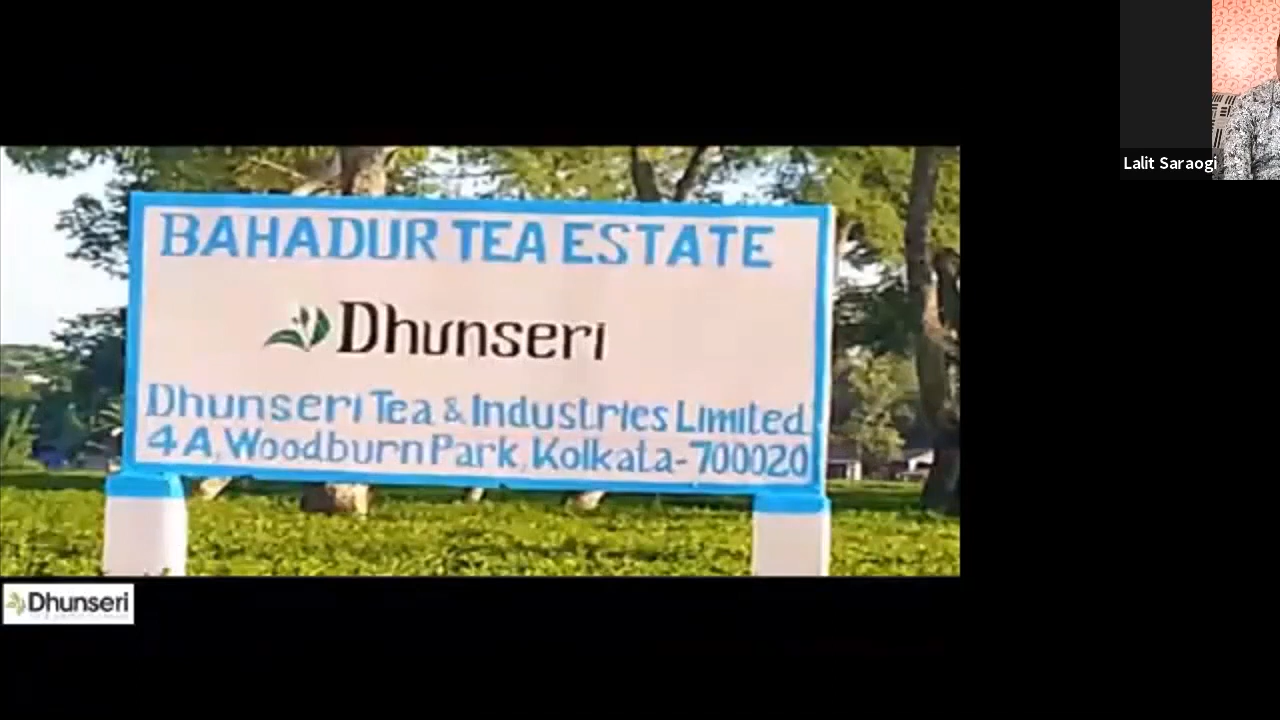 BAHADUR TEA ESTATE
Dhunseri
Dhunseri Tea & Industries Limited
4A, Woodburn Park, Kolkata-700020
Dhunseri
Lalit Saraogi